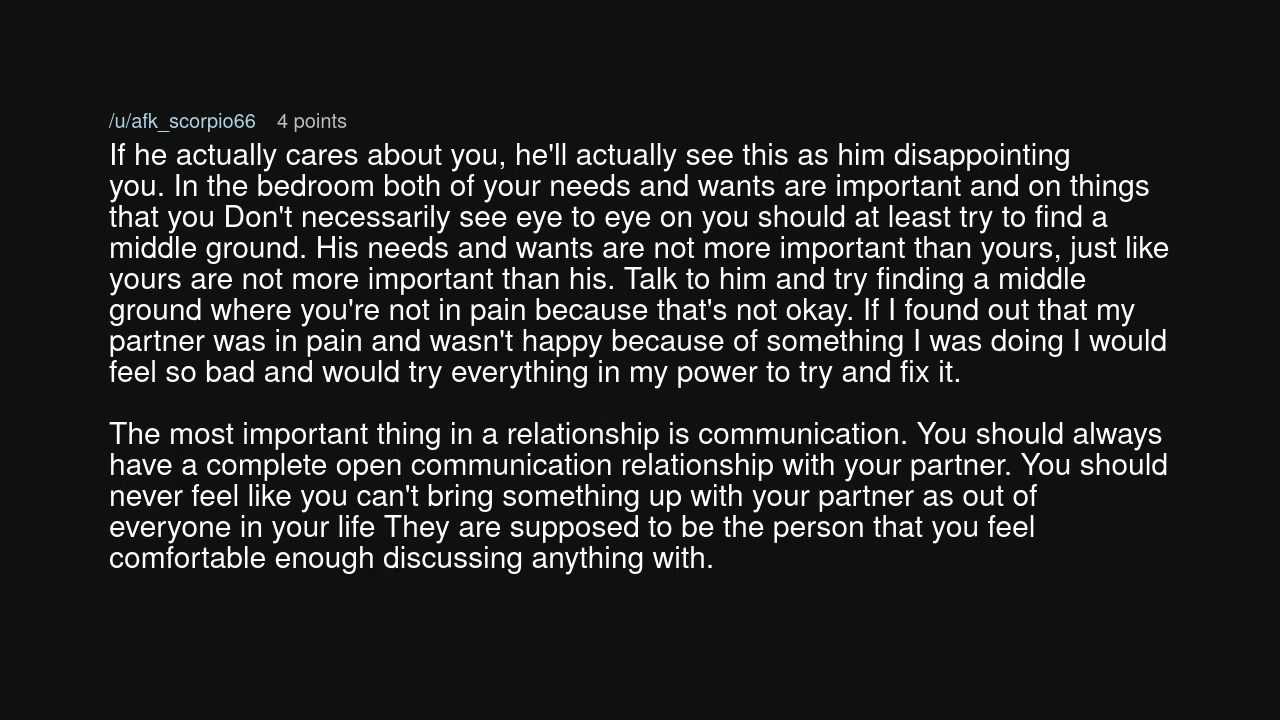 /u/afk_scorpio66 4 points
If he actually cares about you, he'll actually see this as him disappointing
you. In the bedroom both of your needs and wants are important and on things
that you Don't necessarily see eye to eye on you should at least try to find a
middle ground. His needs and wants are not more important than yours, just like
yours are not more important than his. Talk to him and try finding a middle
ground where you're not in pain because that's not okay. If I found out that my
partner was in pain and wasn't happy because of something I was doing I would
feel so bad and would try everything in my power to try and fix it.
The most important thing in a relationship is communication. You should always
have a complete open communication relationship with your partner. You should
never feel like you can't bring something up with your partner as out of
everyone in your life They are supposed to be the person that you feel
comfortable enough discussing anything with.